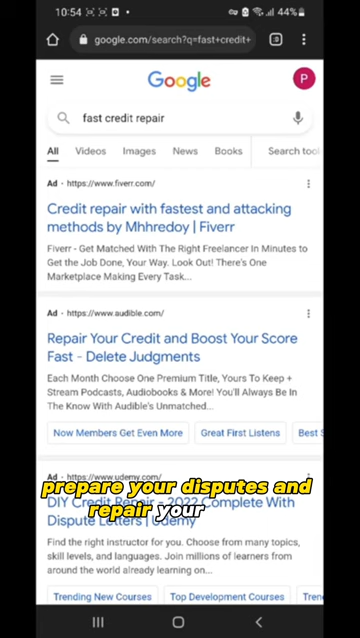 10:54
44%
google.com/search?q=fast+credit+
Google
P
fast credit repair
All Videos Images News Books Search tool
Ad · https://www.fiverr.com/
Credit repair with fastest and attacking
methods by Mhhredoy | Fiverr
Fiverr - Get Matched With The Right Freelancer In Minutes to
Get the Job Done, Your Way. Look Out! There's One
Marketplace Making Every Task...
Ad · https://www.audible.com/
Repair Your Credit and Boost Your Score
Fast - Delete Judgments
Each Month Choose One Premium Title, Yours To Keep +
Stream Podcasts, Audiobooks & More! You'll Always Be In
The Know With Audible's Unmatched...
Now Members Get Even More Great First Listens Best S
Ad · https://www.udemy.com/
prepare your disputes and
repair your
DIY Credit Repair - 2022 Complete With
Dispute Letters | Udemy
Find the right instructor for you. Choose from many topics,
skill levels, and languages. Join millions of learners from
around the world already learning on...
Trending New Courses Top Development Courses Tren